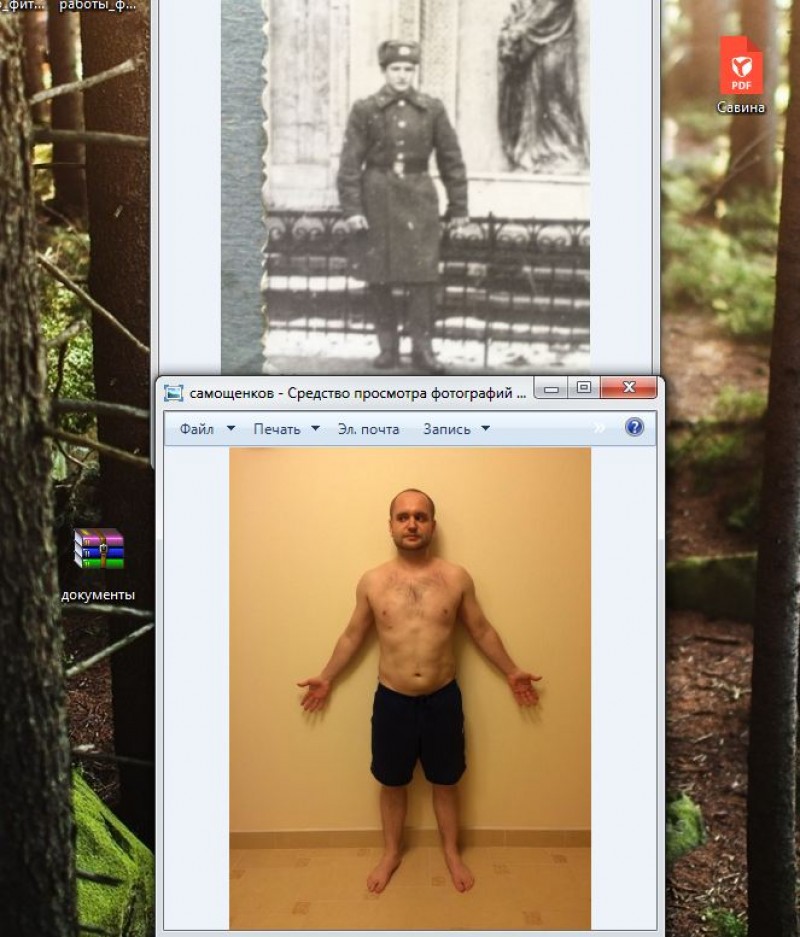 работы_ф...
PDF
Савина
самощенков - Средство просмотра фотографий ...
Файл Печать Эл. почта Запись
документы